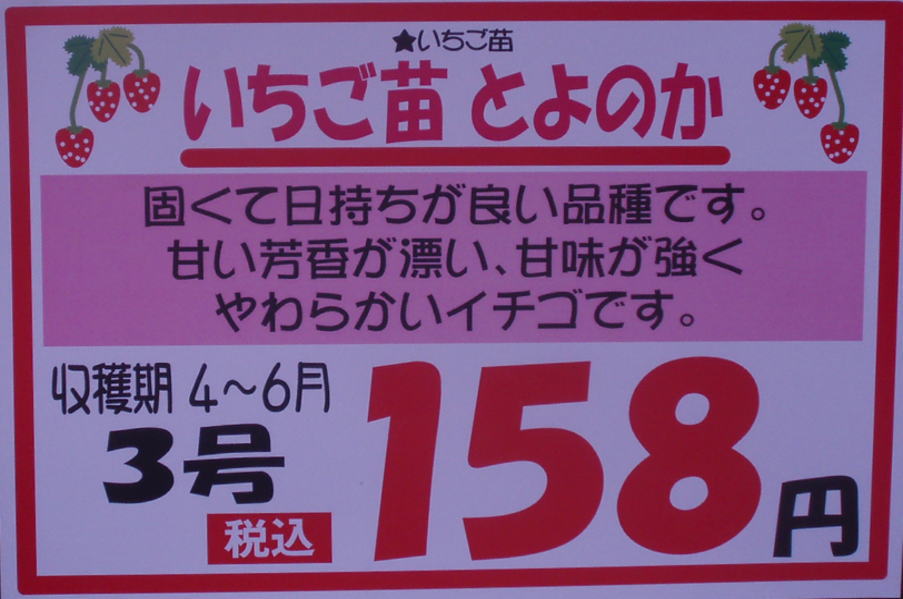 ★いちご苗
いちご苗 とよのか
固くて日持ちが良い品種です。
甘い芳香が漂い、甘味が強く
やわらかいイチゴです。
収穫期 4～6月
3号
税込
158円